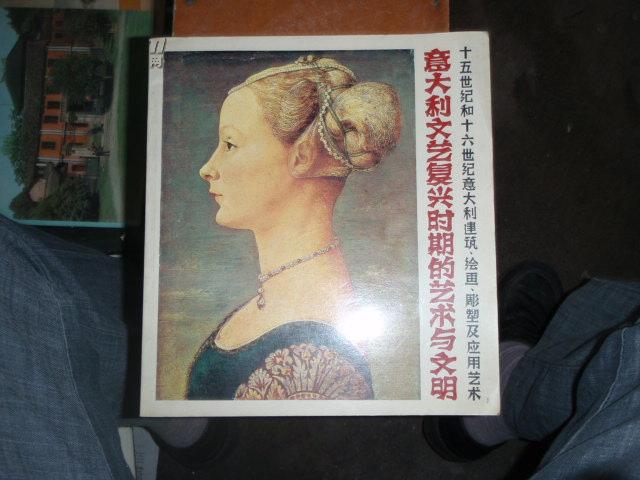 十五世纪和十六世纪意大利建筑、绘画、雕塑及应用艺术
意大利文艺复兴时期的艺术与文明